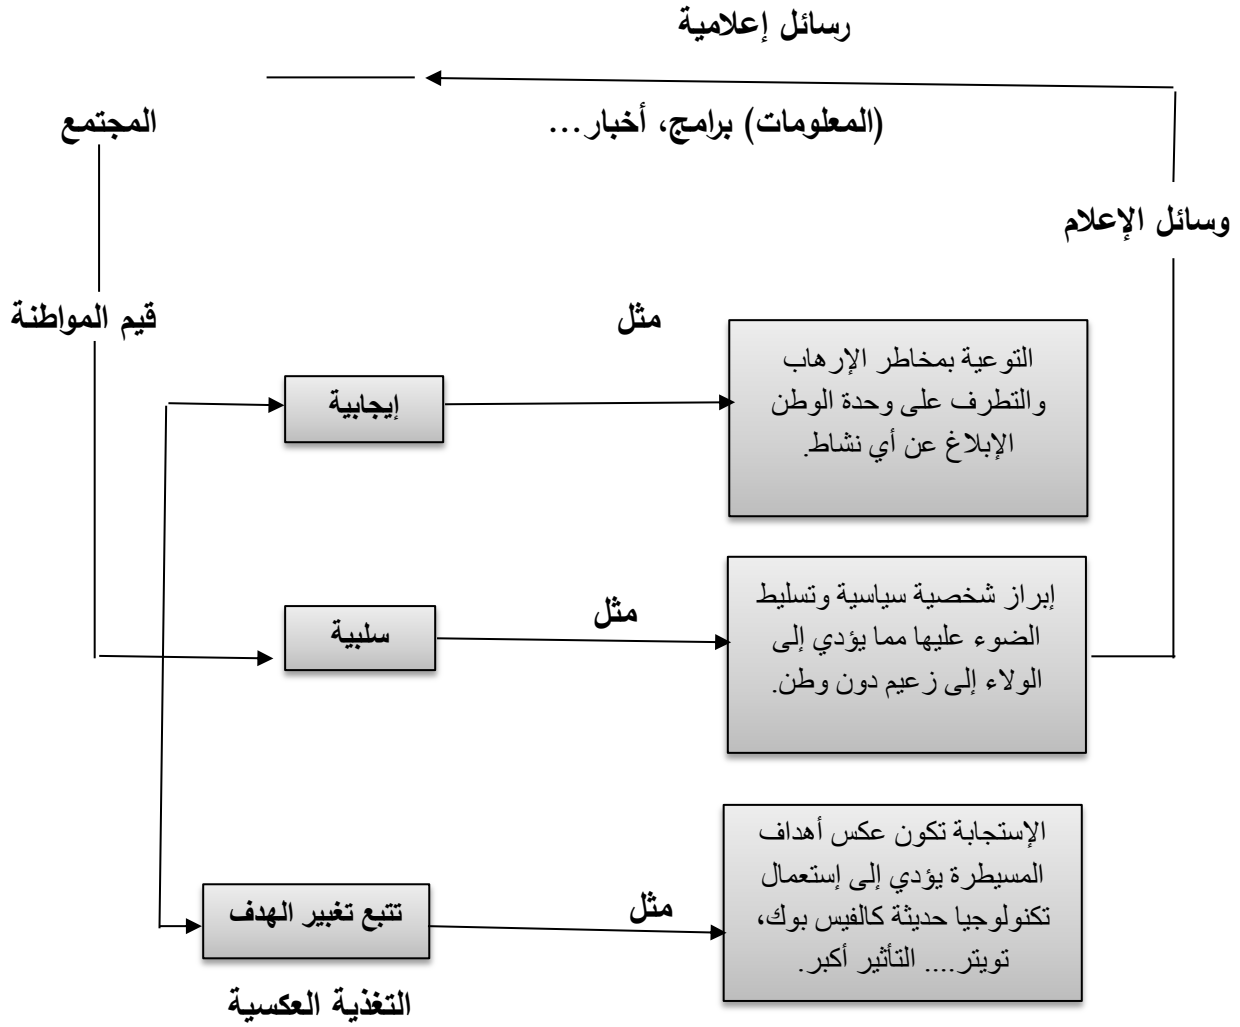 رسائل إعلامية
المجتمع
(المعلومات) برامج، أخبار...
وسائل الإعلام
قيم المواطنة
مثل
التوعية بمخاطر الإرهاب
والتطرف على وحدة الوطن
الإبلاغ عن أي نشاط.
إيجابية
إبراز شخصية سياسية وتسليط
الضوء عليها مما يؤدي إلى
الولاء إلى زعيم دون وطن.
مثل
سلبية
الإستجابة تكون عكس أهداف
المسيطرة يؤدي إلى إستعمال
تكنولوجيا حديثة كالفيس بوك،
تويتر.... التأثير أكبر.
مثل
تتبع تغيير الهدف
التغذية العكسية